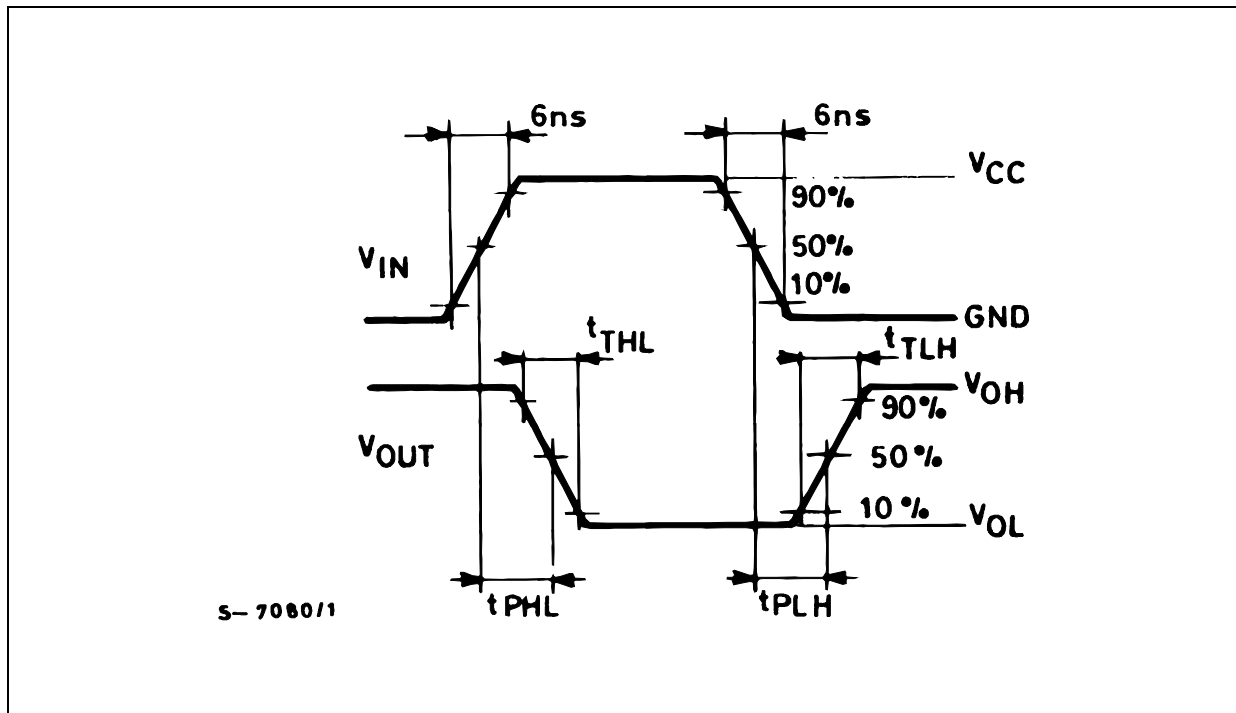 6ns
6ns
VCC
90%
50%
VIN
10%
GND
tTHL
tTLH
VOH
90%
VOUT
50%
10%
VOL
tPHL
tPLH
S-7080/1